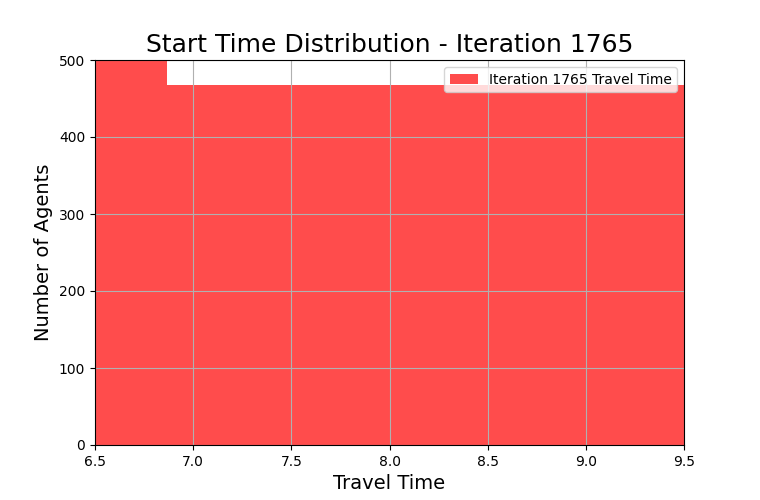 Start Time Distribution - Iteration 1765
Iteration 1765 Travel Time
Number of Agents
500
400
300
200
100
0
6.5 7.0 7.5 8.0 8.5 9.0 9.5
Travel Time